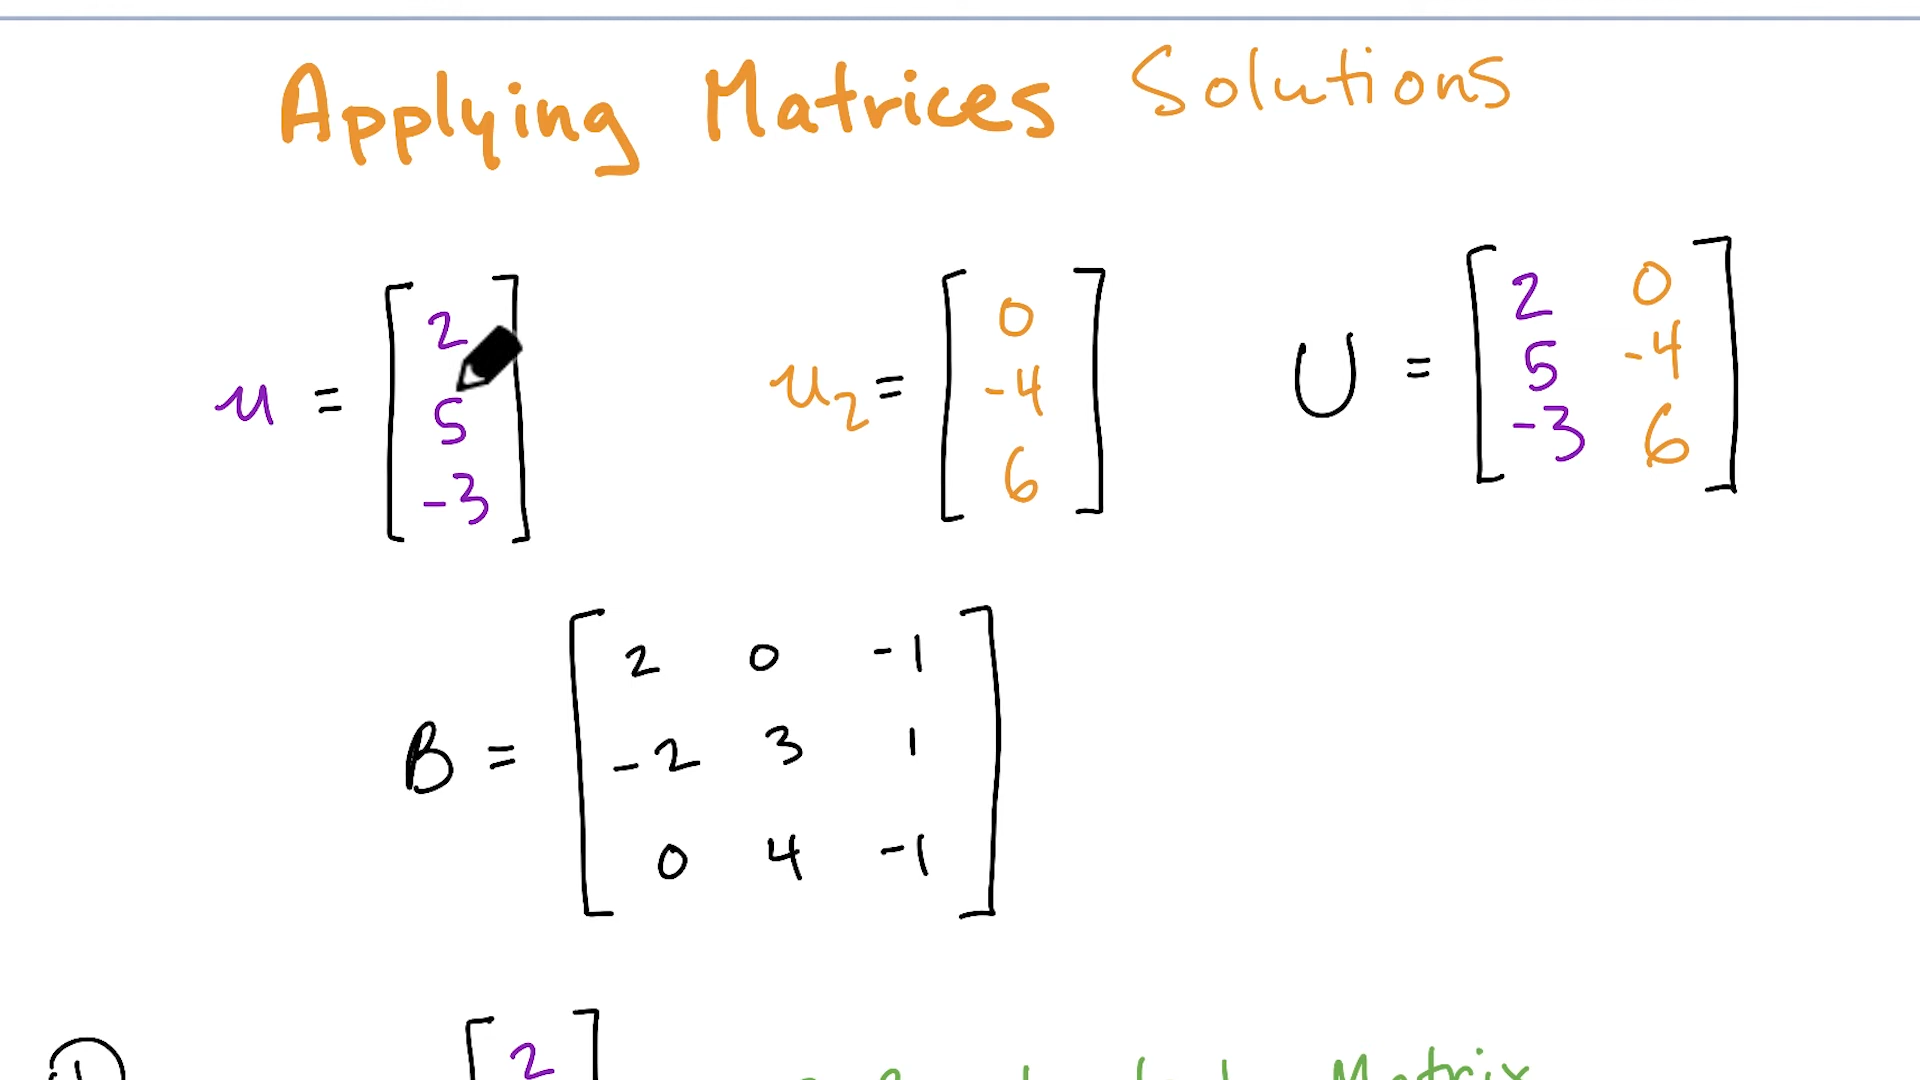 Applying Matrices Solutions
u = [ 2 5 -3 ]
u2 = [ 0 -4 6 ]
U = [ 2 0
5 -4
-3 6 ]
B = [ 2 0 -1
-2 3 1
0 4 -1 ]
2
Matrix